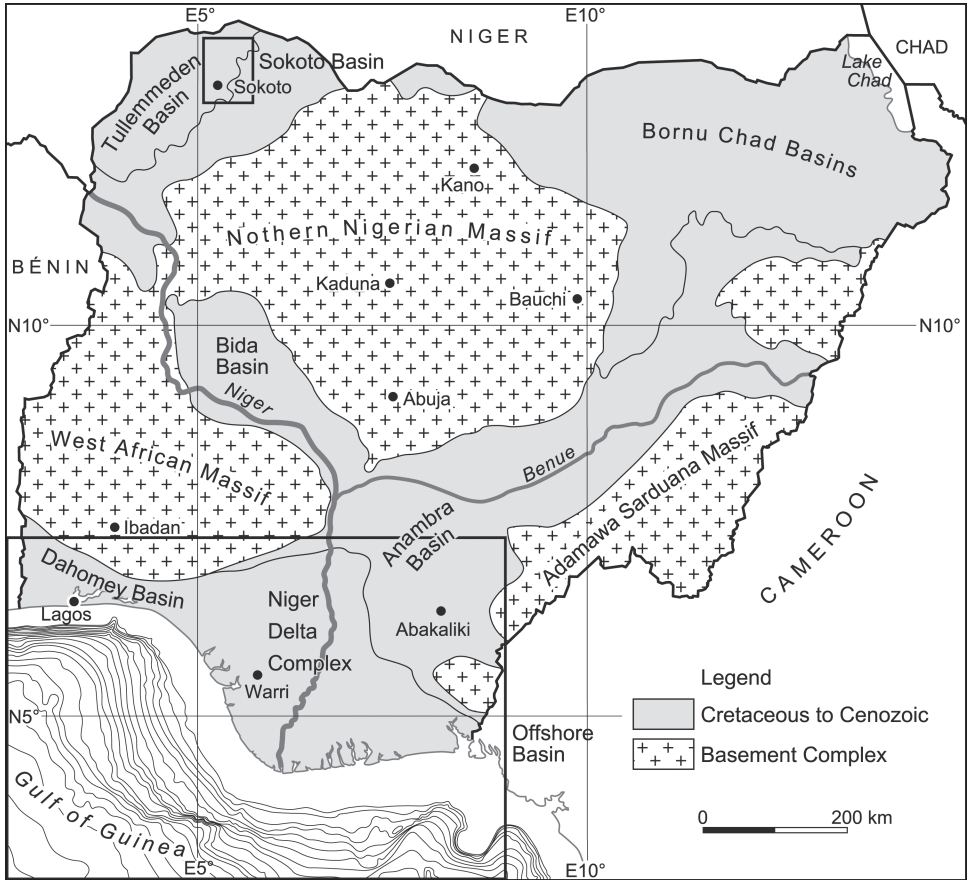 E5°
E10°
NIGER
CHAD
Lake
Chad
Sokoto Basin
Sokoto
Tullemmeden
Basin
Bornu Chad Basins
Kano
Nothern Nigerian Massif
BÉNIN
Kaduna
Bauchi
N10°
N10°
Bida
Basin
Niger
Abuja
West African Massif
Benue
Ibadan
Anambra
Basin
Adamawa Sarduana Massif
CAMEROON
Dahomey Basin
Lagos
Niger
Delta
Complex
Abakaliki
Warri
Legend
Cretaceous to Cenozoic
Basement Complex
N5°
Offshore
Basin
Gulf of Guinea
0
200 km
E5°
E10°